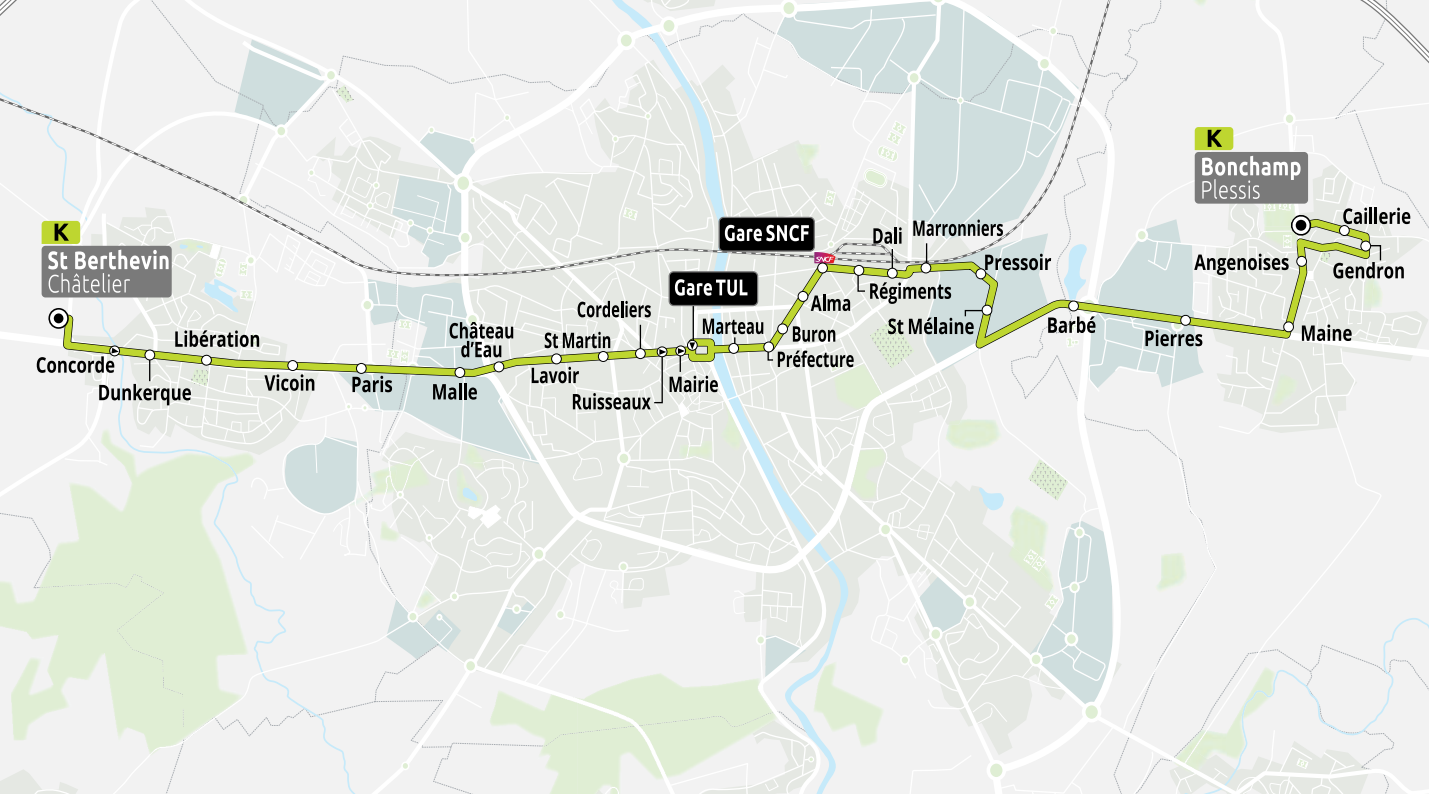 K
St Berthevin
Châtelier
Concorde
Dunkerque
Libération
Vicoin
Paris
Malle
Château
d'Eau
Lavoir
St Martin
Cordeliers
Ruisseaux
Mairie
Gare TUL
Marteau
Préfecture
Buron
Alma
Gare SNCF
SNCF
Régiments
Dali
Marronniers
Pressoir
St Mélaine
Barbé
Pierres
Maine
Angenoises
Gendron
Caillerie
K
Bonchamp
Plessis